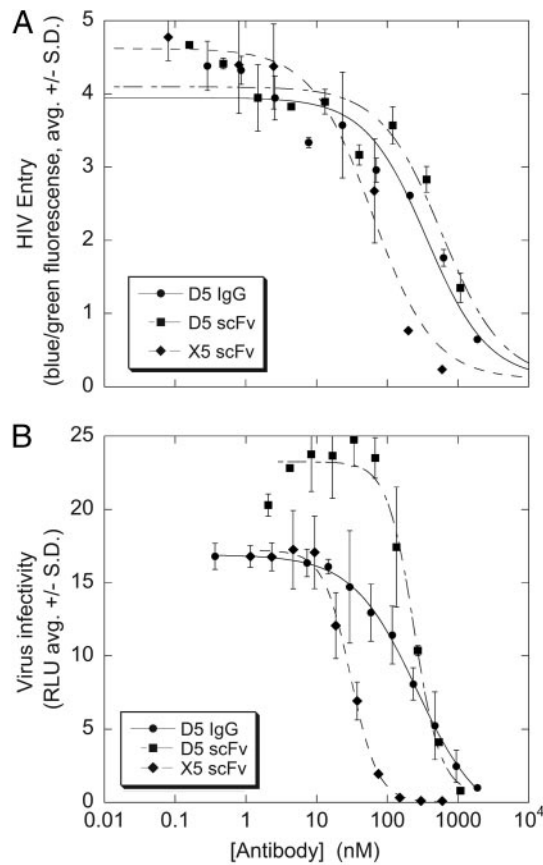 A
5
4
3
2
1
0
HIV Entry
(blue/green fluorescense, avg. +/- S.D.)
D5 IgG
D5 scFv
X5 scFv
B
25
20
15
10
5
0
Virus infectivity
(RLU avg. +/- S.D.)
D5 IgG
D5 scFv
X5 scFv
0.01 0.1 1 10 100 1000 10⁴
[Antibody] (nM)